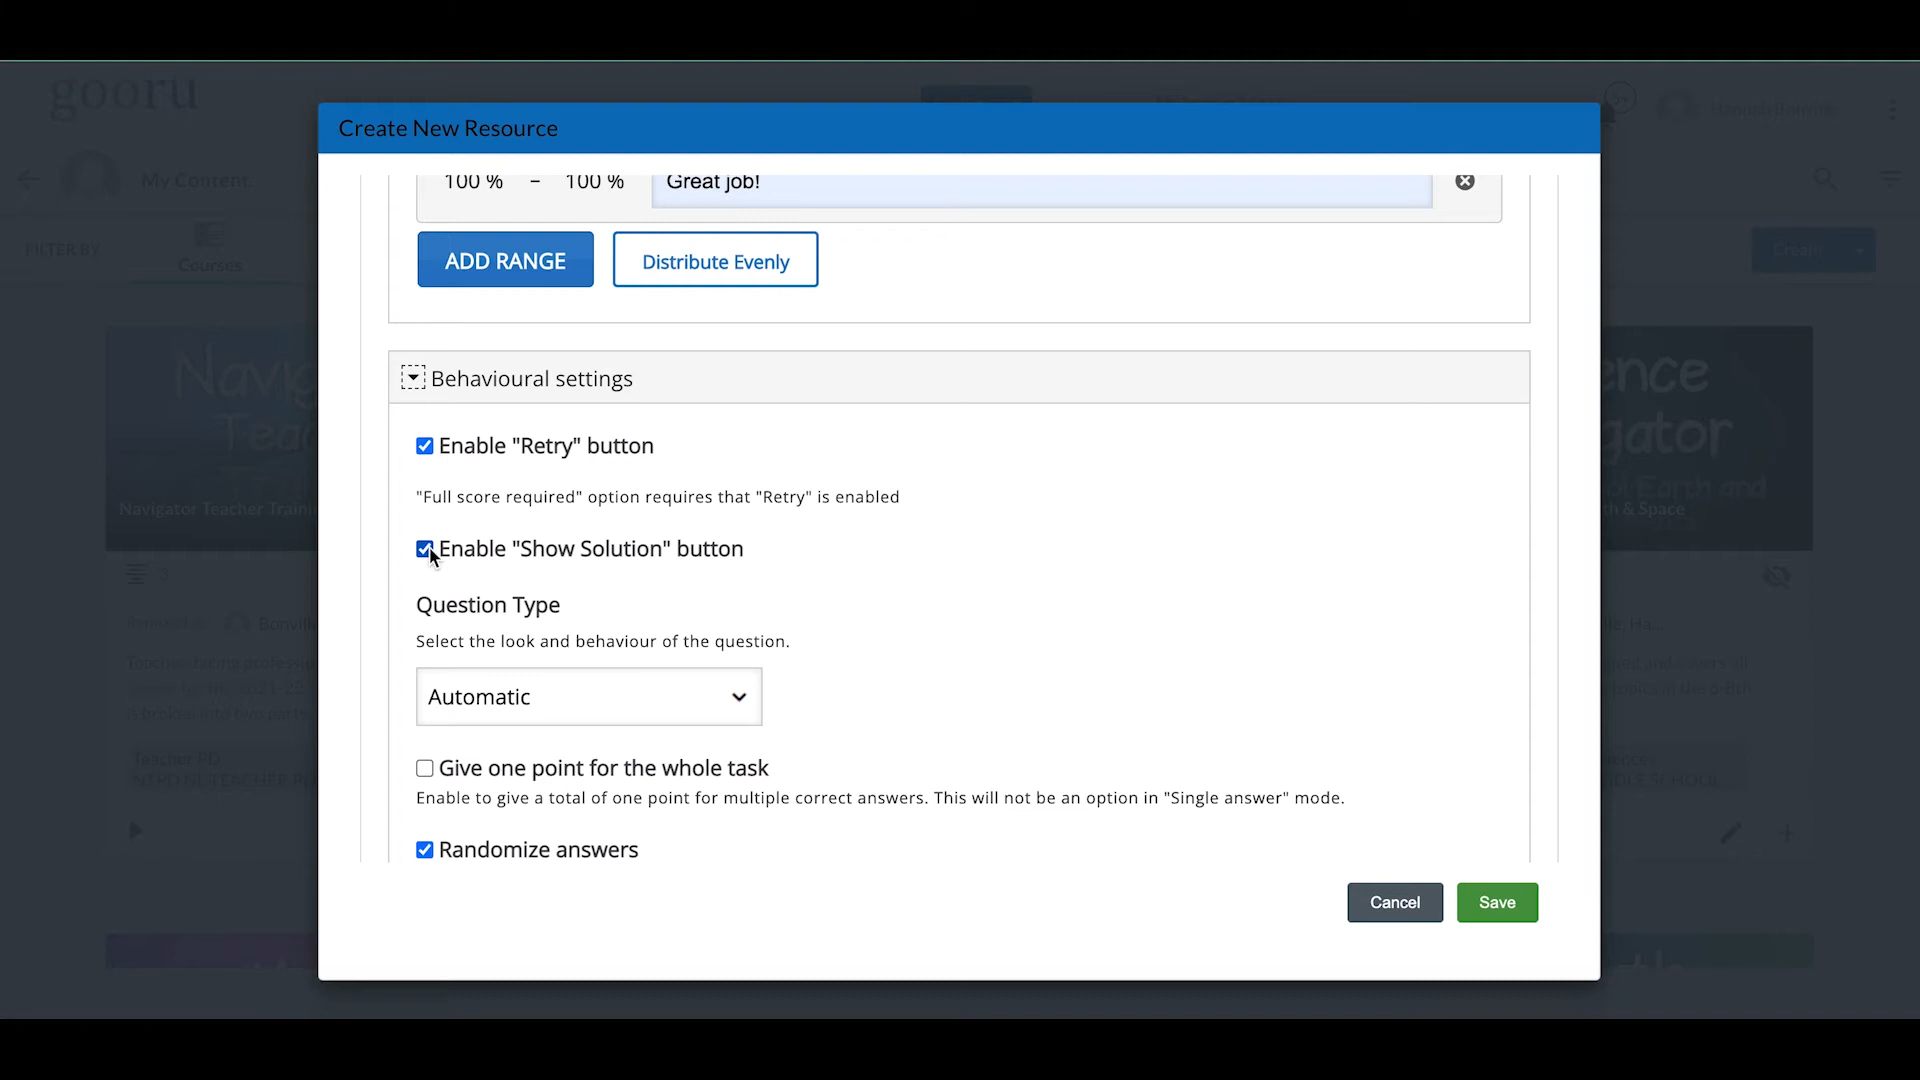 gooru
Create New Resource
My Content
100 % - 100 % Great job!
FILTER BY
Courses
ADD RANGE
Distribute Evenly
Create
Behavioural settings
Enable "Retry" button
"Full score required" option requires that "Retry" is enabled
Navigator Teacher
Enable "Show Solution" button
Question Type
Select the look and behaviour of the question.
Automatic
Teacher PD
Give one point for the whole task
Enable to give a total of one point for multiple correct answers. This will not be an option in "Single answer" mode.
Randomize answers
Cancel
Save